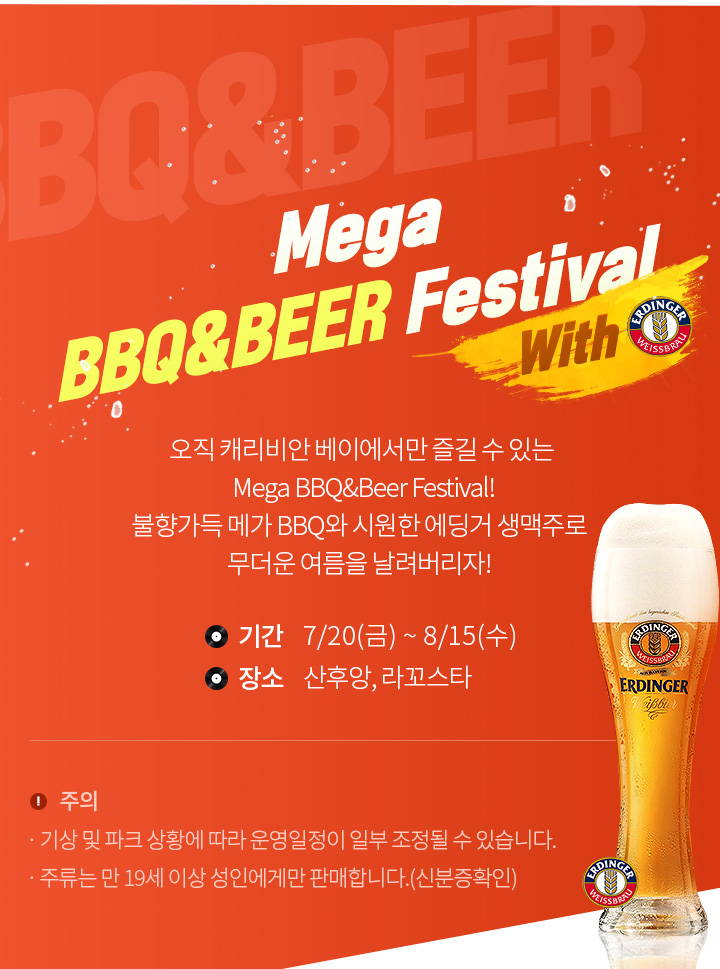 BBQ&BEER
Mega
BBQ&BEER Festival
With
ERDINGER
WEISSBRÄU
오직 캐리비안 베이에서만 즐길 수 있는
Mega BBQ&Beer Festival!
불향가득 메가 BBQ와 시원한 에딩거 생맥주로
무더운 여름을 날려버리자!
기간 7/20(금) ~ 8/15(수)
장소 산후앙, 라꼬스타
ERDINGER
WEISSBRÄU
ERDINGER
Weißbier
! 주의
· 기상 및 파크 상황에 따라 운영일정이 일부 조정될 수 있습니다.
· 주류는 만 19세 이상 성인에게만 판매합니다.(신분증확인)
ERDINGER
WEISSBRÄU